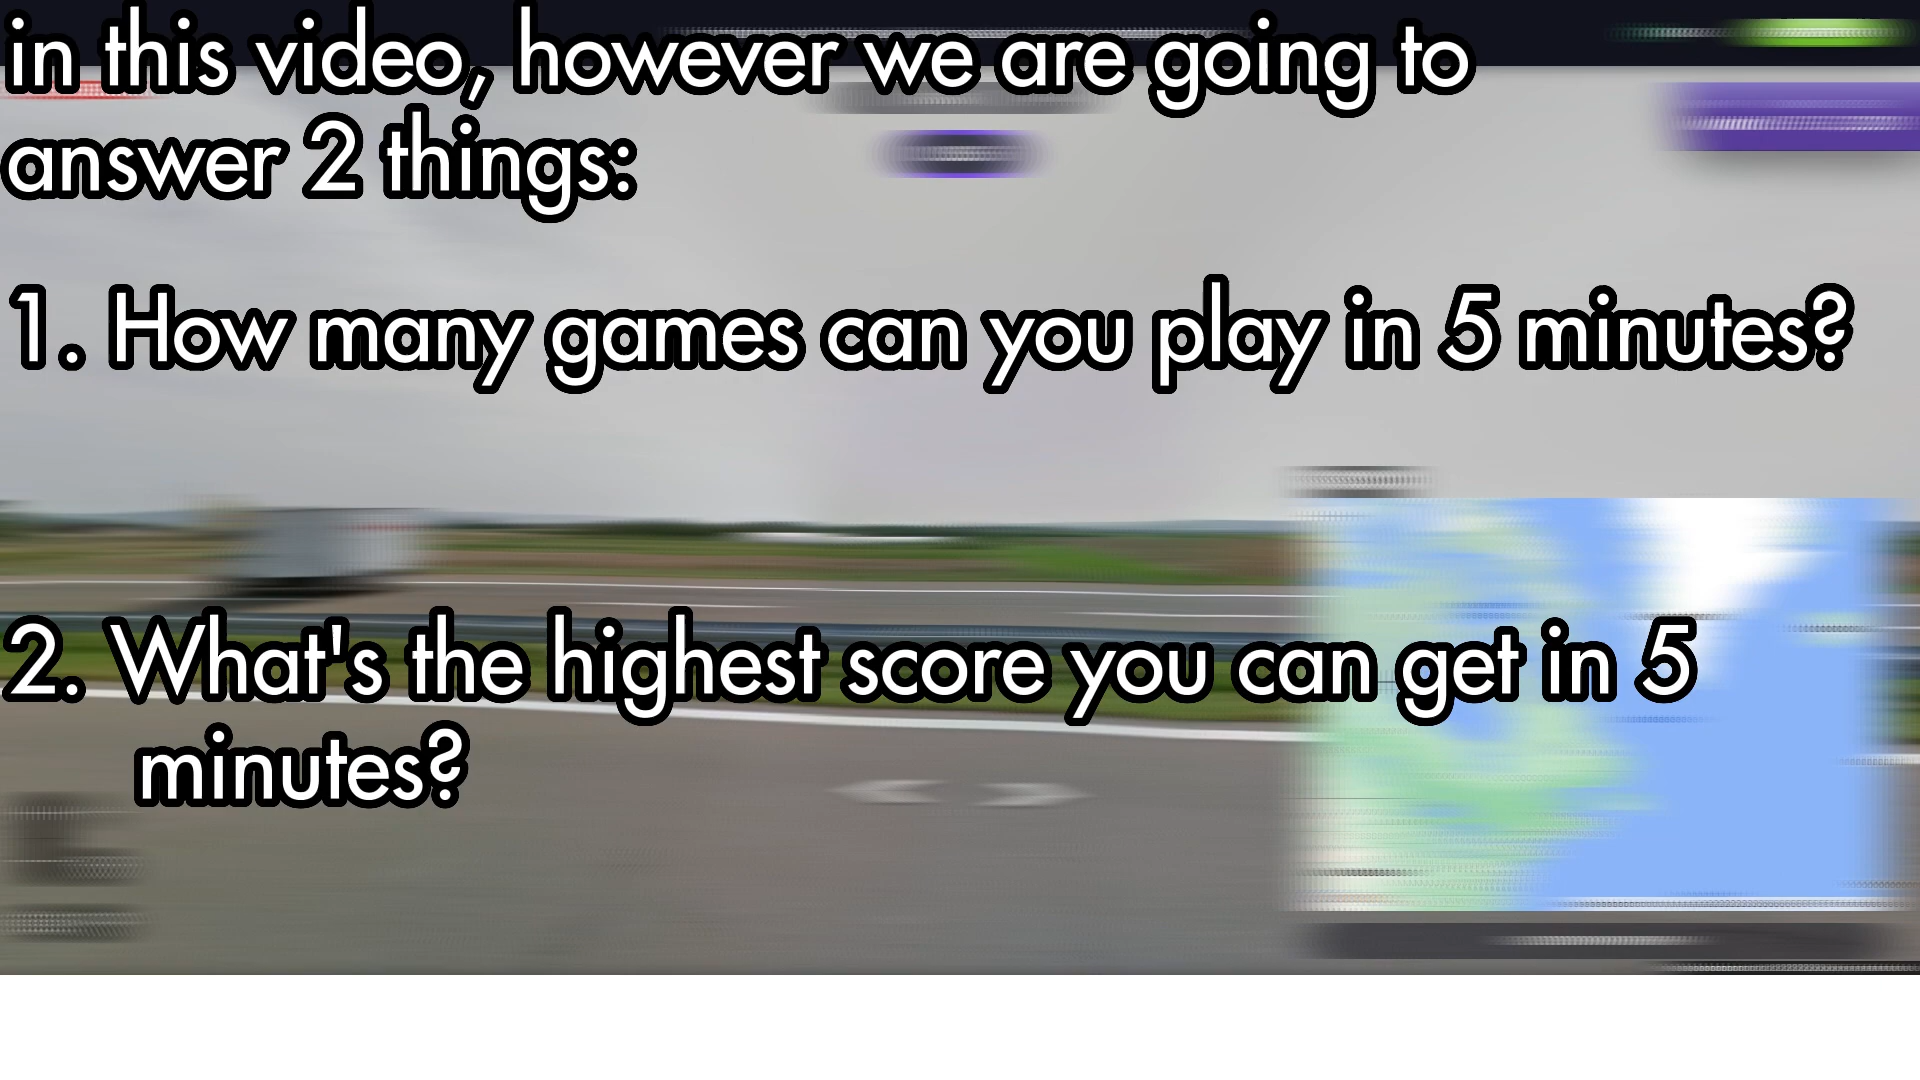 in this video, however we are going to
answer 2 things:
1. How many games can you play in 5 minutes?
2. What's the highest score you can get in 5
minutes?